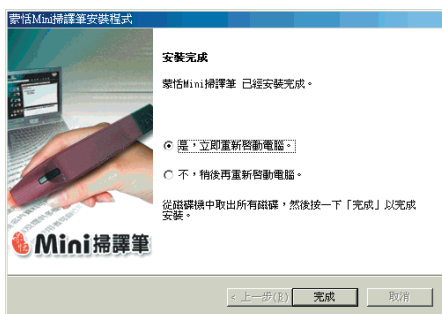 蒙恬Mini掃譯筆安裝程式
安裝完成
蒙恬Mini掃譯筆 已經安裝完成。
是，立即重新啓動電腦。
不，稍後再重新啓動電腦。
從磁碟機中取出所有磁碟，然後按一下「完成」以完成
安裝。
Mini掃譯筆
< 上一步(B)
完成
取消